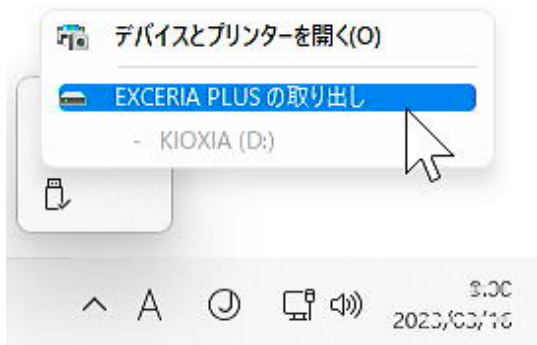 デバイスとプリンターを開く(O)
EXCERIA PLUS の取り出し
- KIOXIA (D:)
A